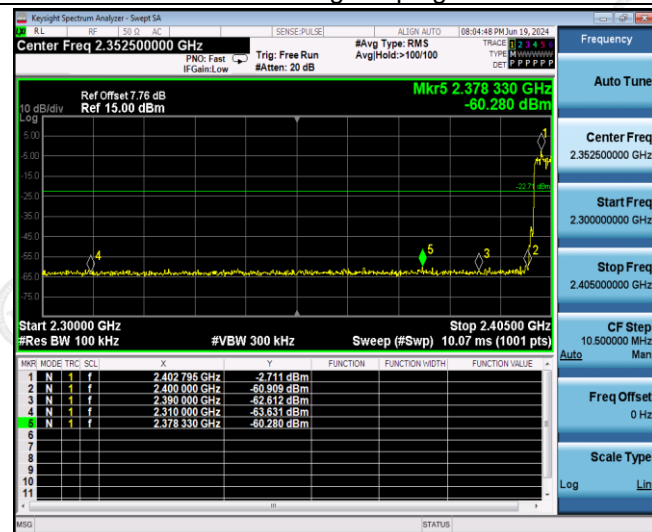 Keysight Spectrum Analyzer - Swept SA
LXI RL RF 50 Ω AC SENSE:PULSE ALIGN AUTO 08:04:48 PM Jun 19, 2024
Center Freq 2.352500000 GHz
PNO: Fast
IFGain:Low
Trig: Free Run
#Atten: 20 dB
#Avg Type: RMS
Avg|Hold:>100/100
TRACE 1 2 3 4 5 6
TYPE M W W W W W
DET P P P P P P
Ref Offset 7.76 dB
10 dB/div Ref 15.00 dBm
Log
Mkr5 2.378 330 GHz
-60.280 dBm
5.00
-5.00
-15.0
-25.0
-35.0
-45.0
-55.0
-65.0
-75.0
-22.71 dBm
1
4
5
3
2
Start 2.30000 GHz Stop 2.40500 GHz
#Res BW 100 kHz #VBW 300 kHz Sweep (#Swp) 10.07 ms (1001 pts)
MKR MODE TRC SCL X Y FUNCTION FUNCTION WIDTH FUNCTION VALUE
1 N 1 f 2.402 795 GHz -2.711 dBm
2 N 1 f 2.400 000 GHz -60.909 dBm
3 N 1 f 2.390 000 GHz -62.612 dBm
4 N 1 f 2.310 000 GHz -63.631 dBm
5 N 1 f 2.378 330 GHz -60.280 dBm
6
7
8
9
10
11
MSG STATUS
Frequency
Auto Tune
Center Freq
2.352500000 GHz
Start Freq
2.300000000 GHz
Stop Freq
2.405000000 GHz
CF Step
10.500000 MHz
Auto Man
Freq Offset
0 Hz
Scale Type
Log Lin